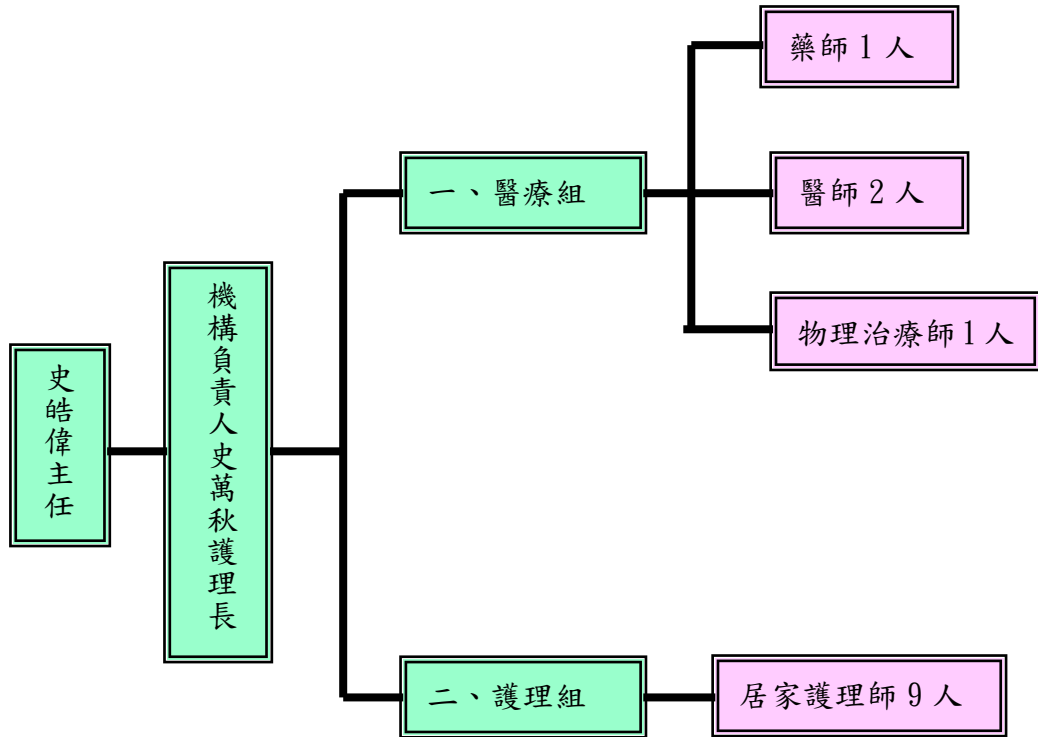 史皓偉主任
機構負責人史萬秋護理長
一、醫療組
藥師1人
醫師2人
物理治療師1人
二、護理組
居家護理師9人